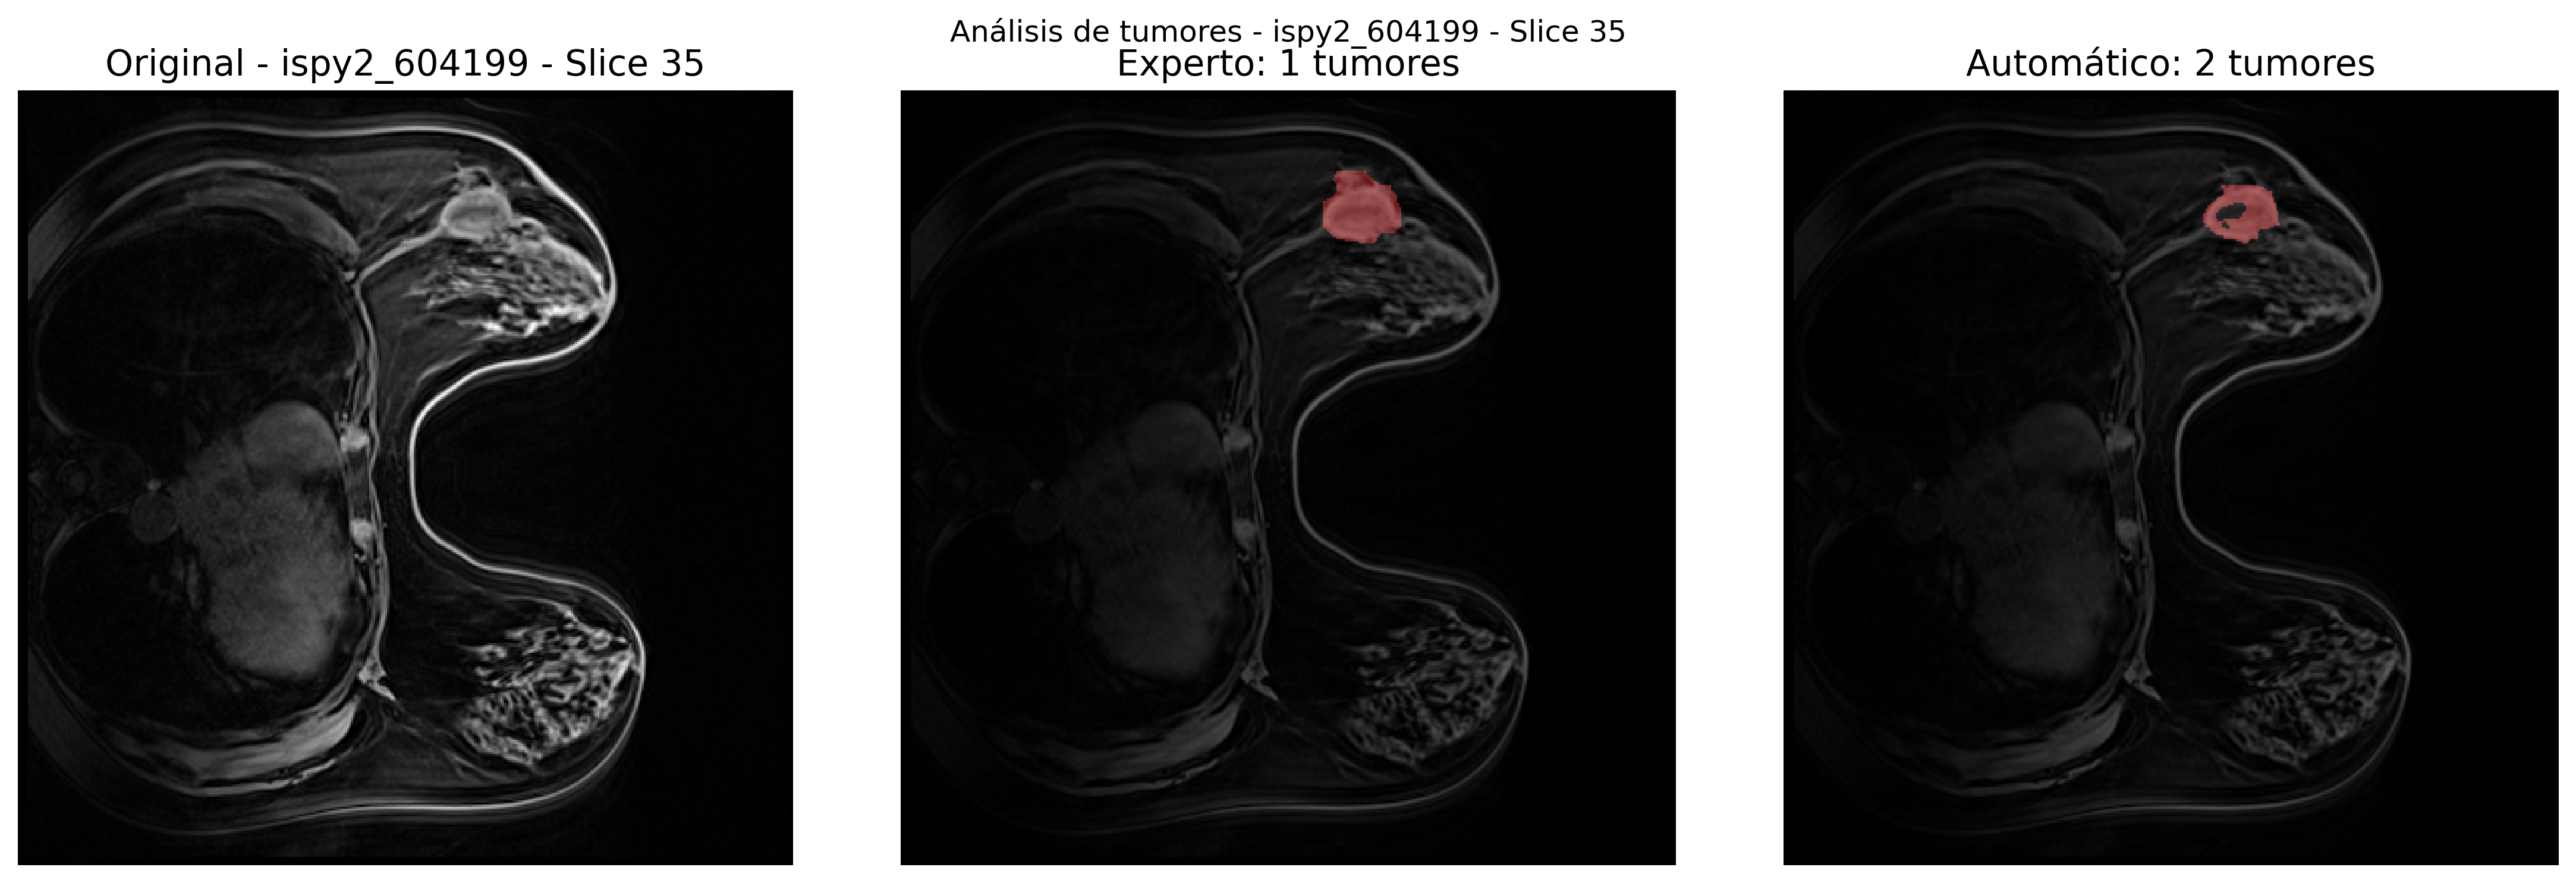 Análisis de tumores - ispy2_604199 - Slice 35
Original - ispy2_604199 - Slice 35
Experto: 1 tumores
Automático: 2 tumores